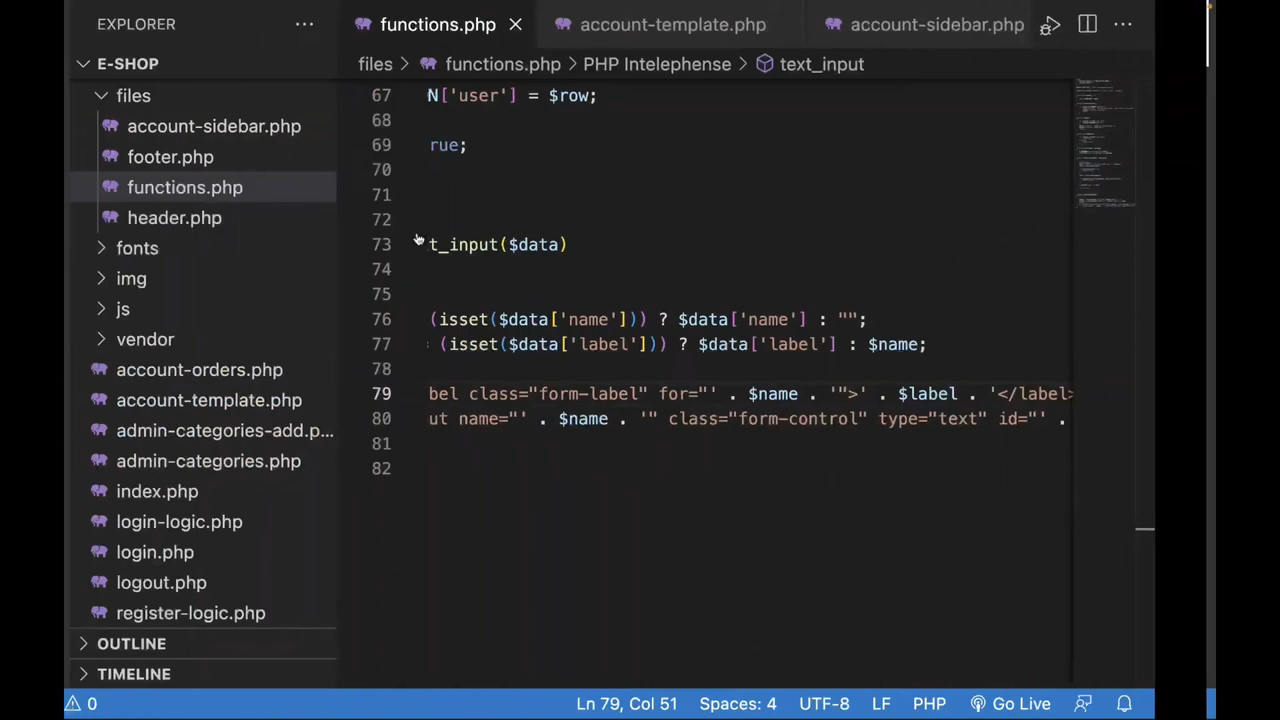 EXPLORER
functions.php
account-template.php
account-sidebar.php
E-SHOP
files > functions.php > PHP Intelephense > text_input
files
account-sidebar.php
footer.php
functions.php
header.php
fonts
img
js
vendor
account-orders.php
account-template.php
admin-categories-add.p...
admin-categories.php
index.php
login-logic.php
login.php
logout.php
register-logic.php
OUTLINE
TIMELINE
67 N['user'] = $row;
68
69 rue;
70
71
72
73 t_input($data)
74
75
76 (isset($data['name'])) ? $data['name'] : "";
77 (isset($data['label'])) ? $data['label'] : $name;
78
79 bel class="form-label" for="' . $name . '">' . $label . '</label>
80 ut name="' . $name . '" class="form-control" type="text" id="' .
81
82
0
Ln 79, Col 51
Spaces: 4
UTF-8
LF
PHP
Go Live